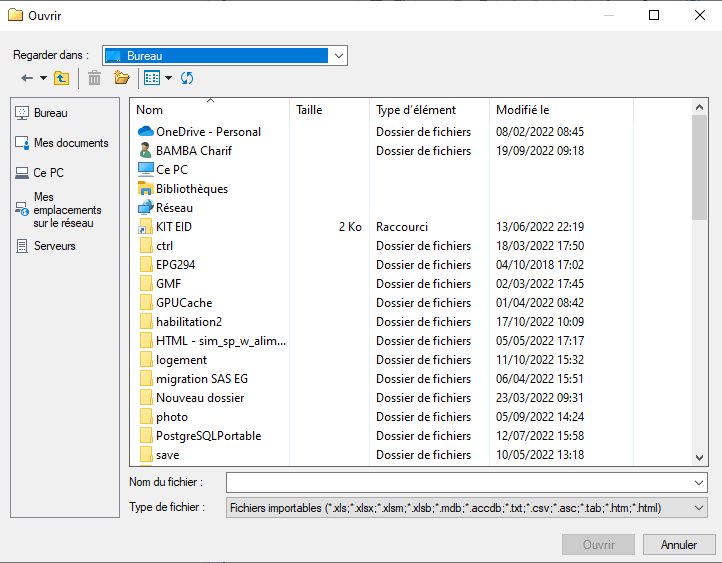 Ouvrir
Regarder dans :
Bureau
Bureau
Mes documents
Ce PC
Mes
emplacements
sur le réseau
Serveurs
Nom Taille Type d'élément Modifié le
OneDrive - Personal Dossier de fichiers 08/02/2022 08:45
BAMBA Charif Dossier de fichiers 19/09/2022 09:18
Ce PC
Bibliothèques
Réseau
KIT EID 2 Ko Raccourci 13/06/2022 22:19
ctrl Dossier de fichiers 18/03/2022 17:50
EPG294 Dossier de fichiers 04/10/2018 17:02
GMF Dossier de fichiers 02/03/2022 17:45
GPUCache Dossier de fichiers 01/04/2022 08:42
habilitation2 Dossier de fichiers 17/10/2022 10:09
HTML - sim_sp_w_alim... Dossier de fichiers 05/05/2022 17:17
logement Dossier de fichiers 11/10/2022 15:32
migration SAS EG Dossier de fichiers 06/04/2022 15:51
Nouveau dossier Dossier de fichiers 23/03/2022 09:31
photo Dossier de fichiers 05/09/2022 14:24
PostgreSQLPortable Dossier de fichiers 12/07/2022 15:58
save Dossier de fichiers 10/05/2022 13:18
Nom du fichier :
Type de fichier : Fichiers importables (*.xls;*.xlsx;*.xlsm;*.xlsb;*.mdb;*.accdb;*.txt;*.csv;*.asc;*.tab;*.htm;*.html)
Ouvrir Annuler